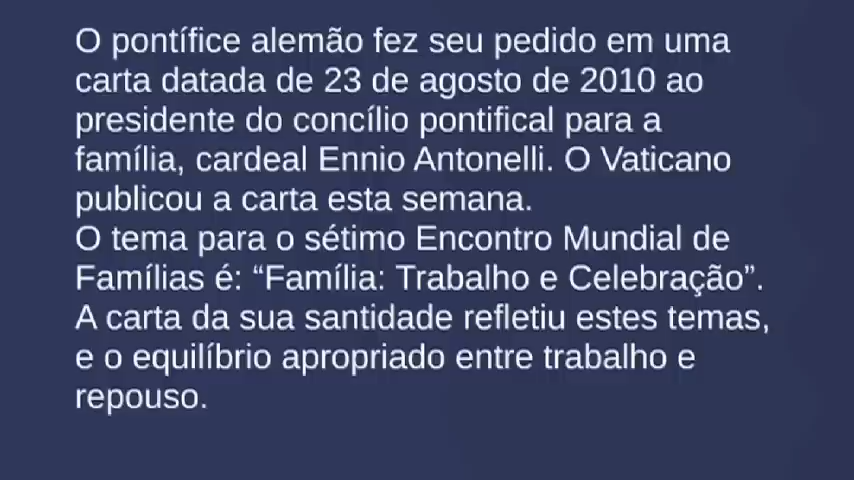 O pontífice alemão fez seu pedido em uma
carta datada de 23 de agosto de 2010 ao
presidente do concílio pontifical para a
família, cardeal Ennio Antonelli. O Vaticano
publicou a carta esta semana.
O tema para o sétimo Encontro Mundial de
Famílias é: “Família: Trabalho e Celebração”.
A carta da sua santidade refletiu estes temas,
e o equilíbrio apropriado entre trabalho e
repouso.